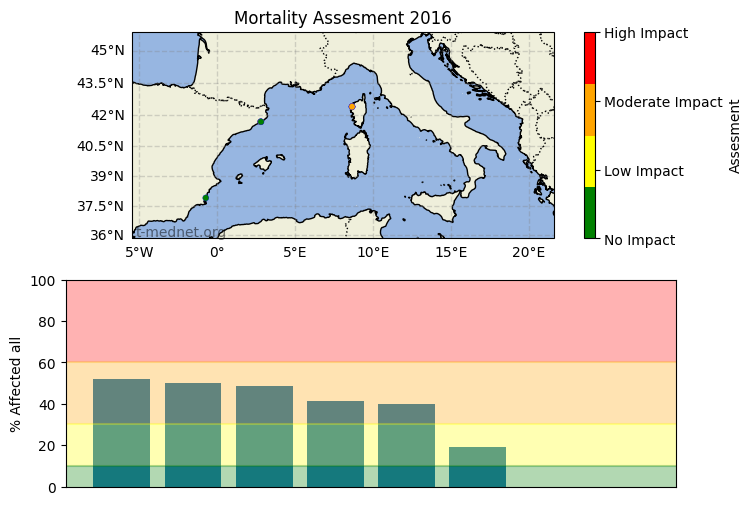 Mortality Assesment 2016
45°N
43.5°N
42°N
40.5°N
39°N
37.5°N
36°N
t-mednet.org
5°W
0°
5°E
10°E
15°E
20°E
High Impact
Moderate Impact
Low Impact
No Impact
Assesment
% Affected all
100
80
60
40
20
0